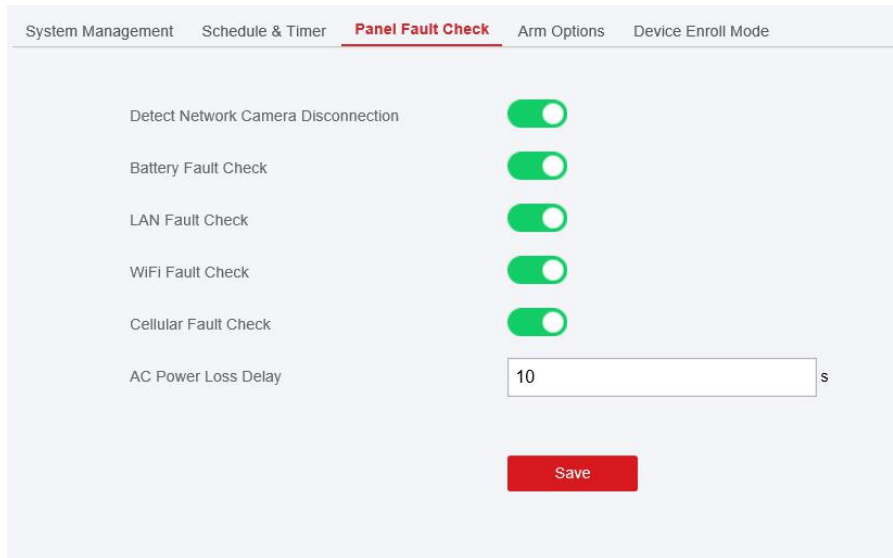 System Management Schedule & Timer Panel Fault Check Arm Options Device Enroll Mode
Detect Network Camera Disconnection
Battery Fault Check
LAN Fault Check
WiFi Fault Check
Cellular Fault Check
AC Power Loss Delay 10 s
Save